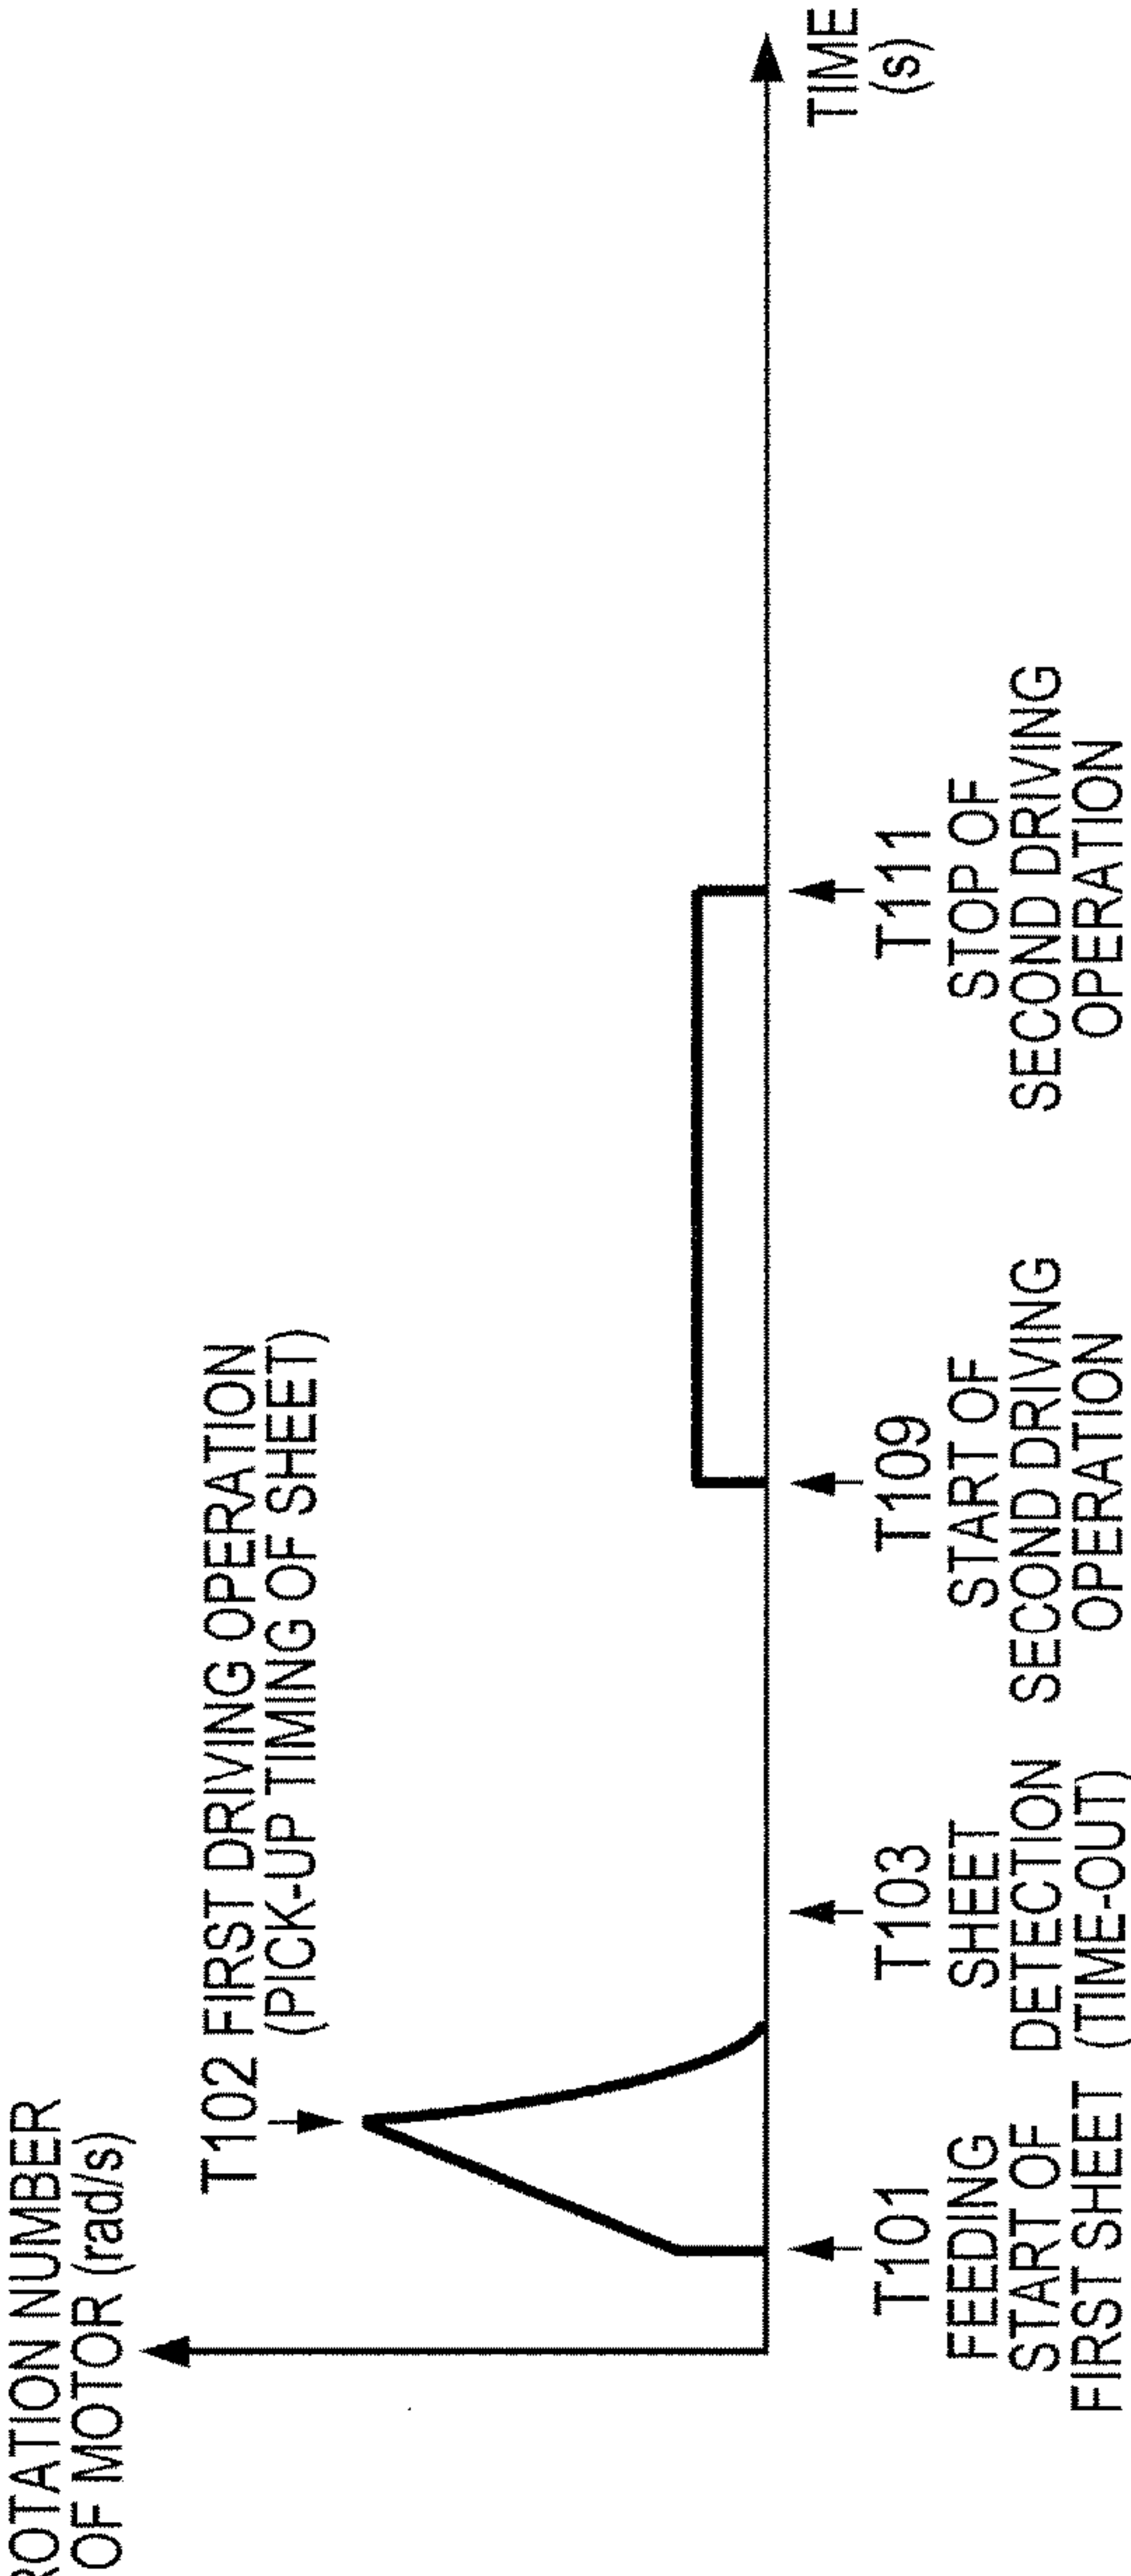 ROTATION NUMBER
OF MOTOR (rad/s)
T102 FIRST DRIVING OPERATION
(PICK-UP TIMING OF SHEET)
TIME
(s)
T101
FEEDING
START OF
FIRST SHEET
T103
SHEET
DETECTION
(TIME-OUT)
T109
START OF
SECOND DRIVING
OPERATION
T111
STOP OF
SECOND DRIVING
OPERATION